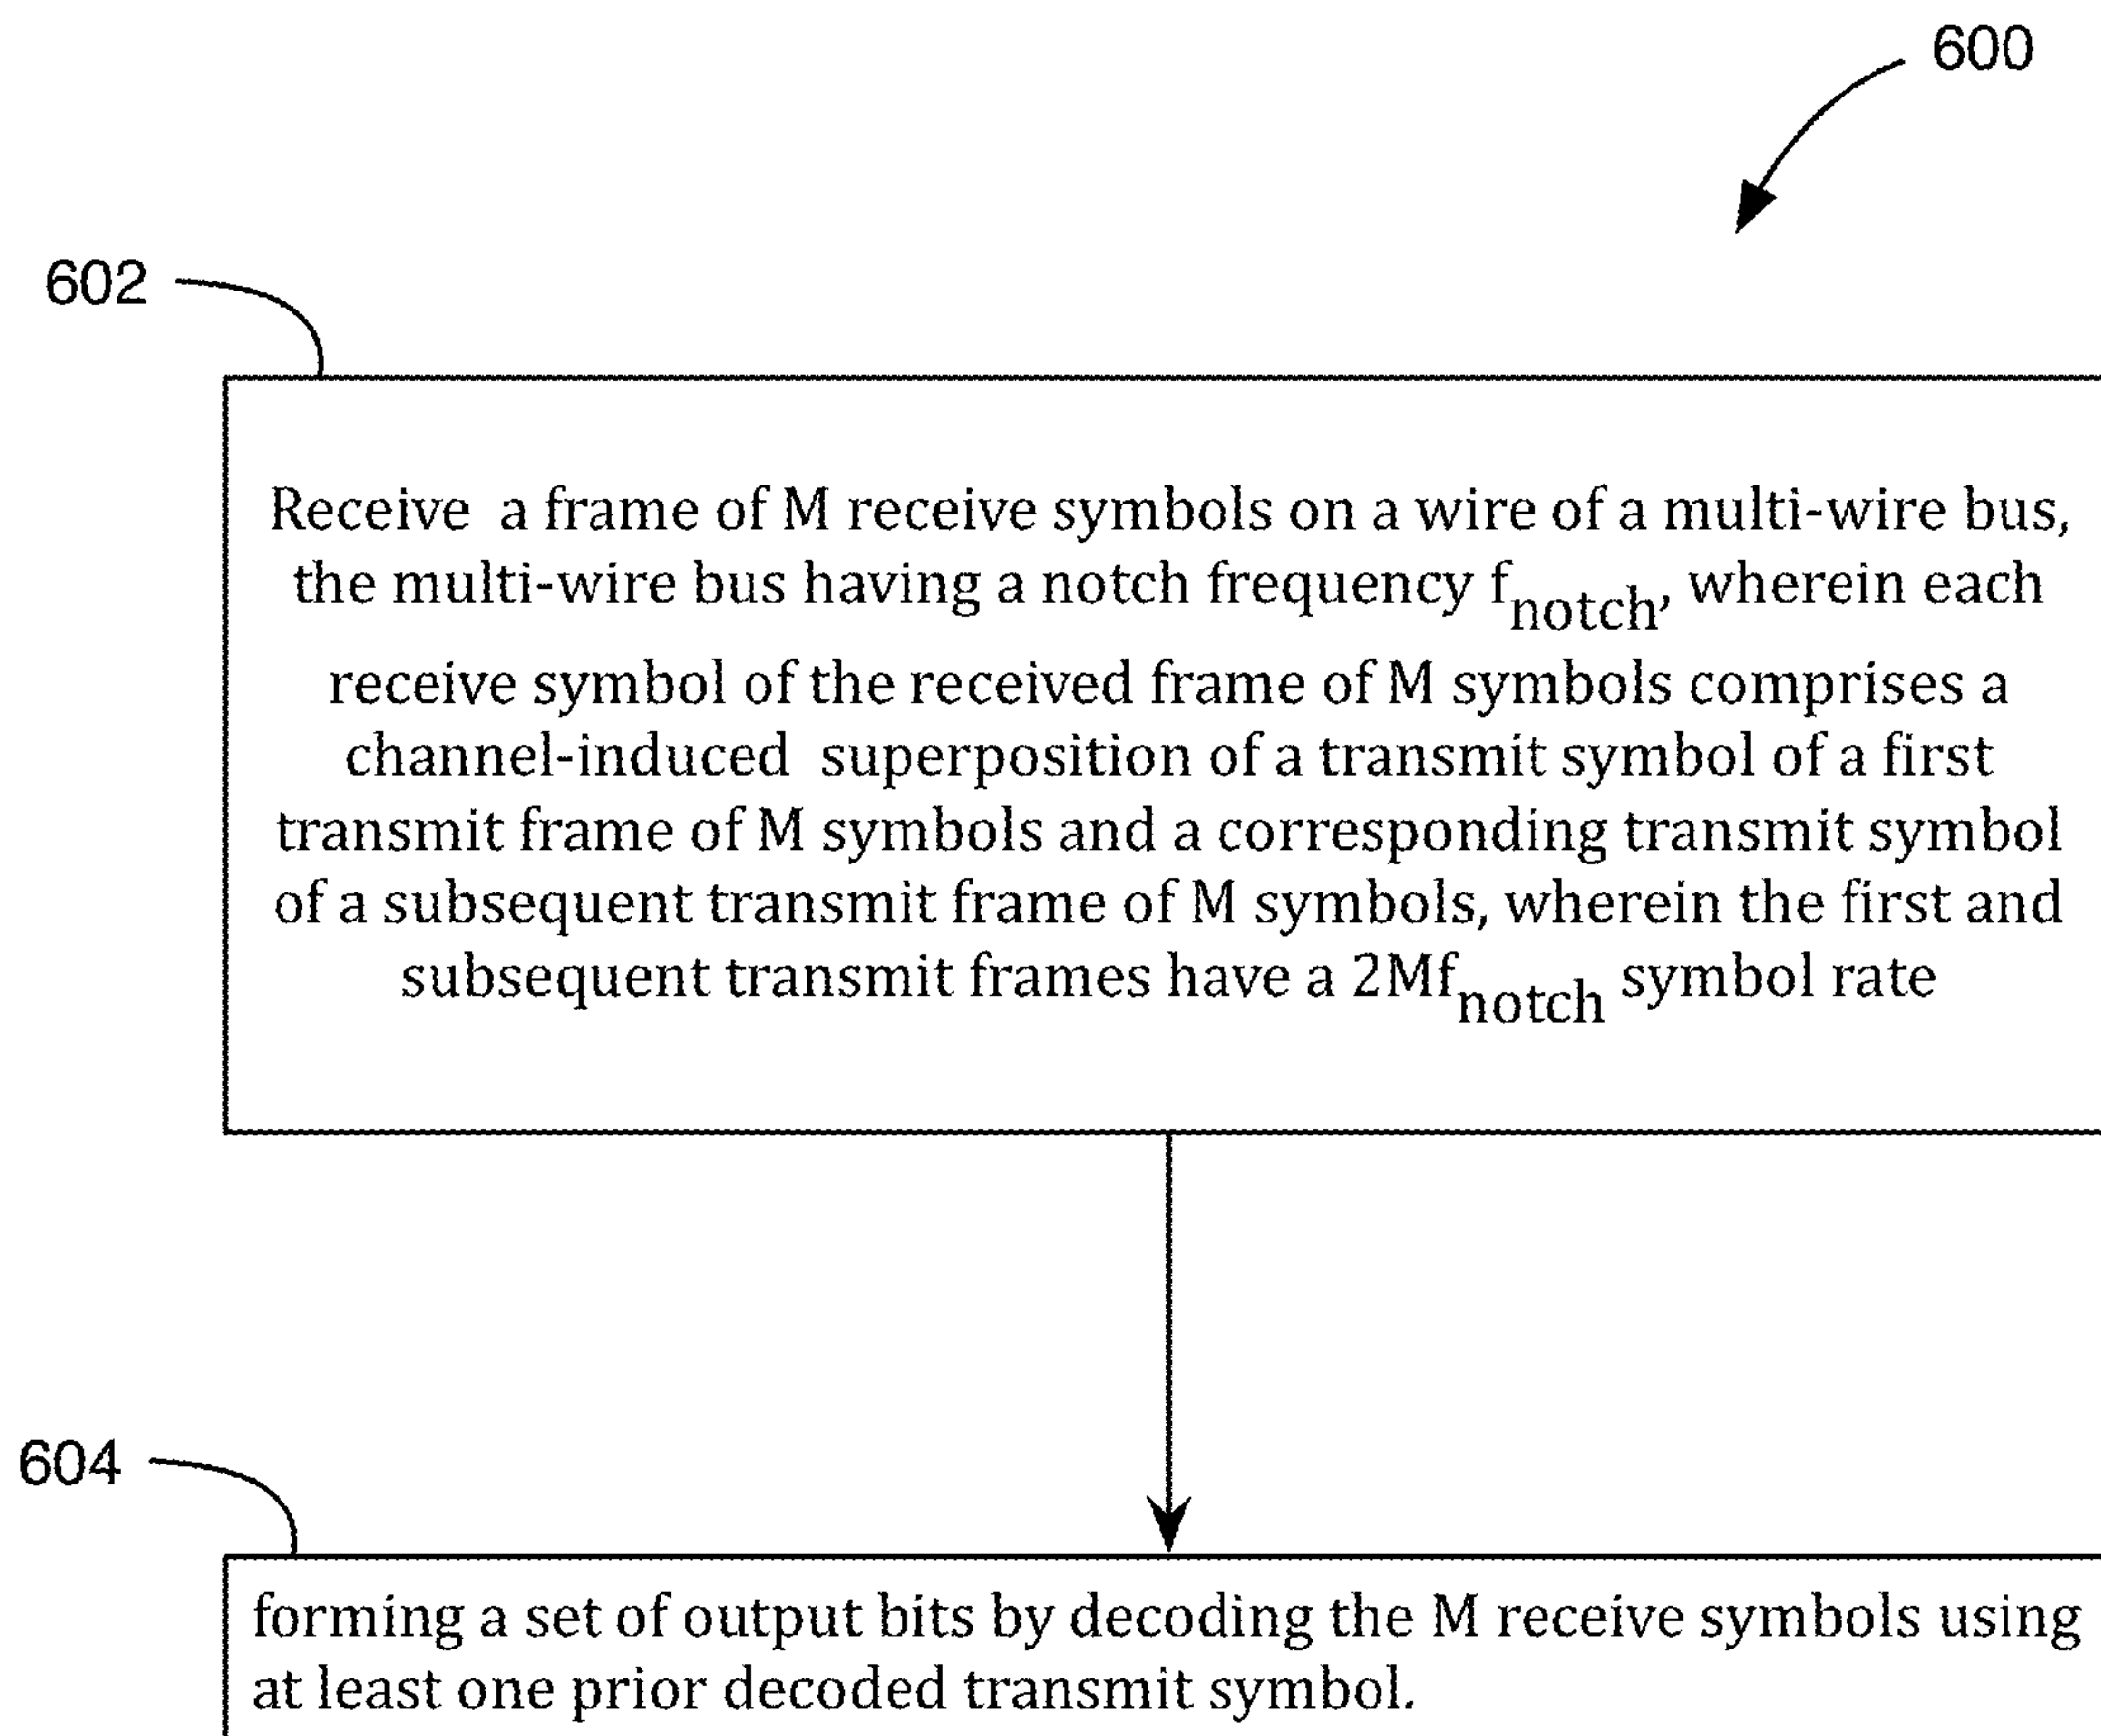 600
602
Receive a frame of M receive symbols on a wire of a multi-wire bus,
the multi-wire bus having a notch frequency fnotch, wherein each
receive symbol of the received frame of M symbols comprises a
channel-induced superposition of a transmit symbol of a first
transmit frame of M symbols and a corresponding transmit symbol
of a subsequent transmit frame of M symbols, wherein the first and
subsequent transmit frames have a 2Mfnotch symbol rate
604
forming a set of output bits by decoding the M receive symbols using
at least one prior decoded transmit symbol.